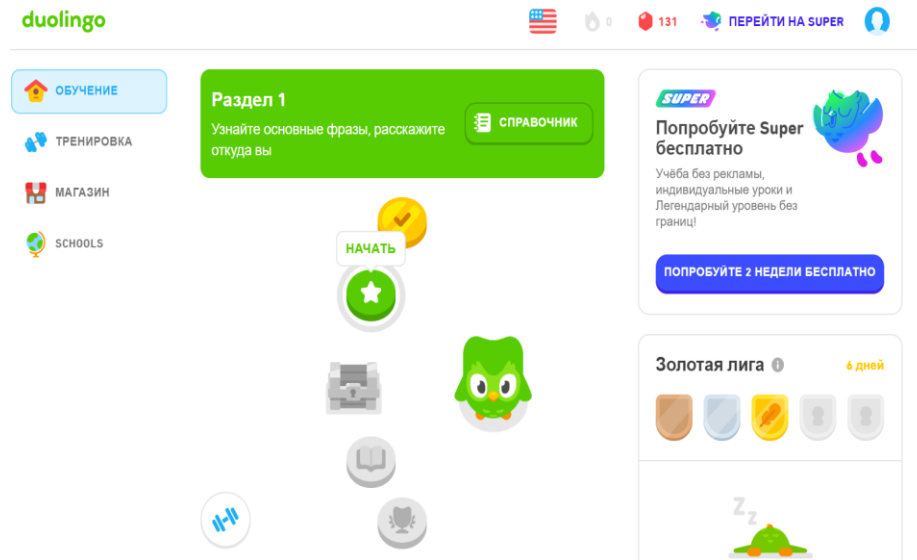 duolingo
0
131
ПЕРЕЙТИ НА SUPER
ОБУЧЕНИЕ
ТРЕНИРОВКА
МАГАЗИН
SCHOOLS
Раздел 1
Узнайте основные фразы, расскажите
откуда вы
СПРАВОЧНИК
НАЧАТЬ
SUPER
Попробуйте Super
бесплатно
Учёба без рекламы,
индивидуальные уроки и
Легендарный уровень без
границ!
ПОПРОБУЙТЕ 2 НЕДЕЛИ БЕСПЛАТНО
Золотая лига
6 дней
Z
Z